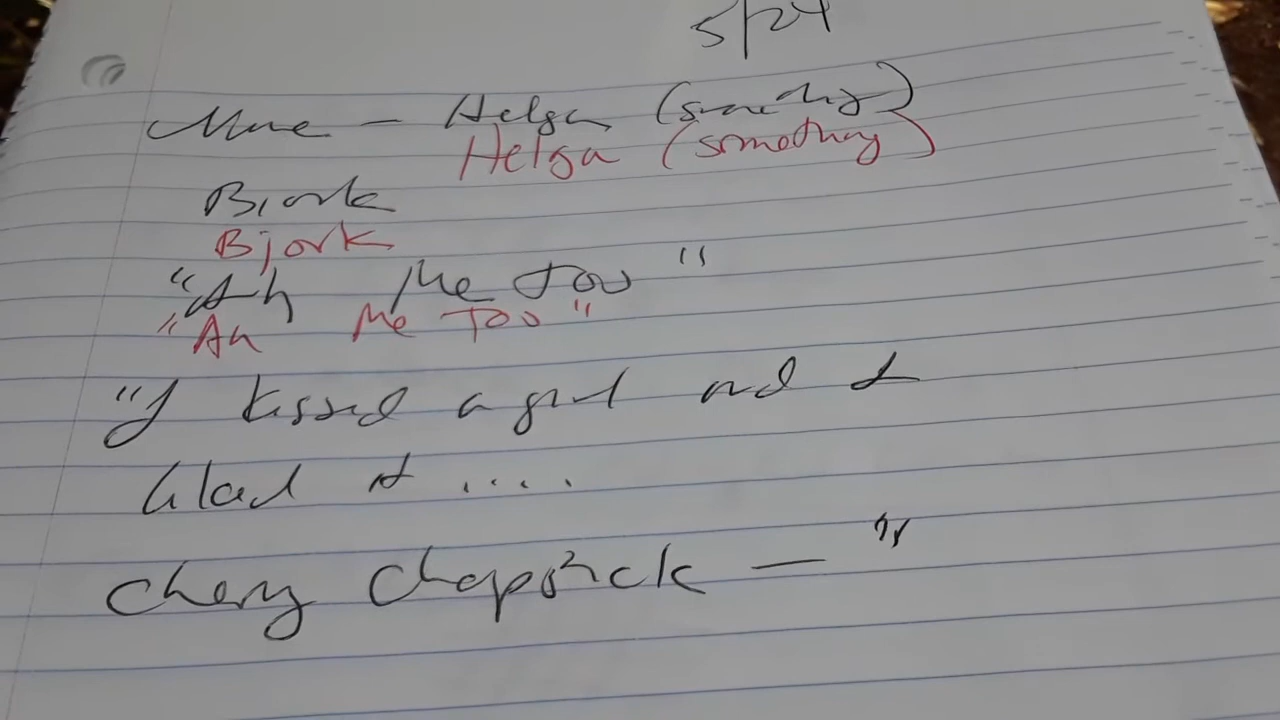 5/24
Mne - Helga (something)
Helga (something)
Bjork
Bjork
"Ah Me Too"
"Ah Me Too"
"I kissed a girl and I
liked it ....
Cherry Chapstick - "